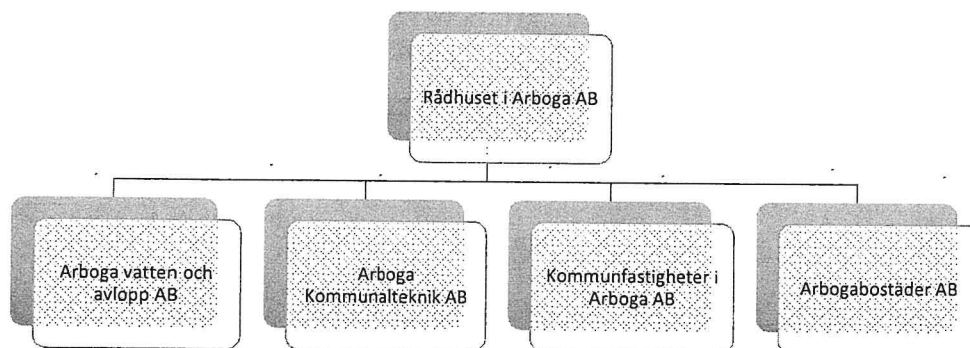 Rådhuset i Arboga AB
Arboga vatten och
avlopp AB
Arboga
Kommunalteknik AB
Kommunfastigheter i
Arboga AB
Arbogabostäder AB